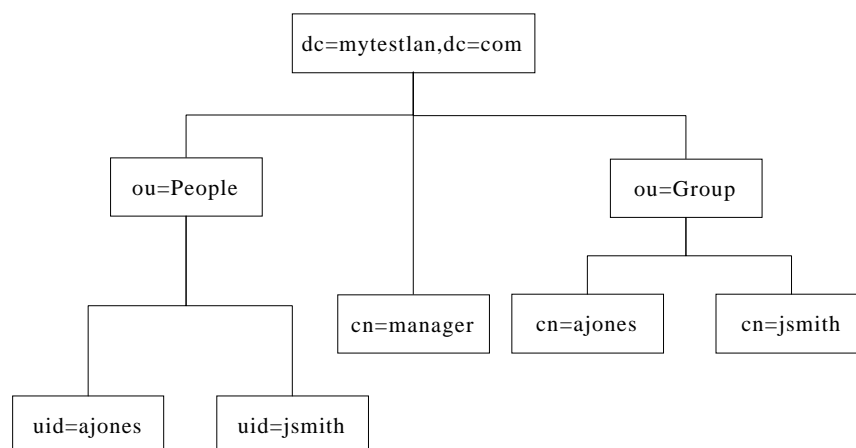 dc=mytestlan,dc=com
ou=People
ou=Group
cn=manager
cn=ajones
cn=jsmith
uid=ajones
uid=jsmith